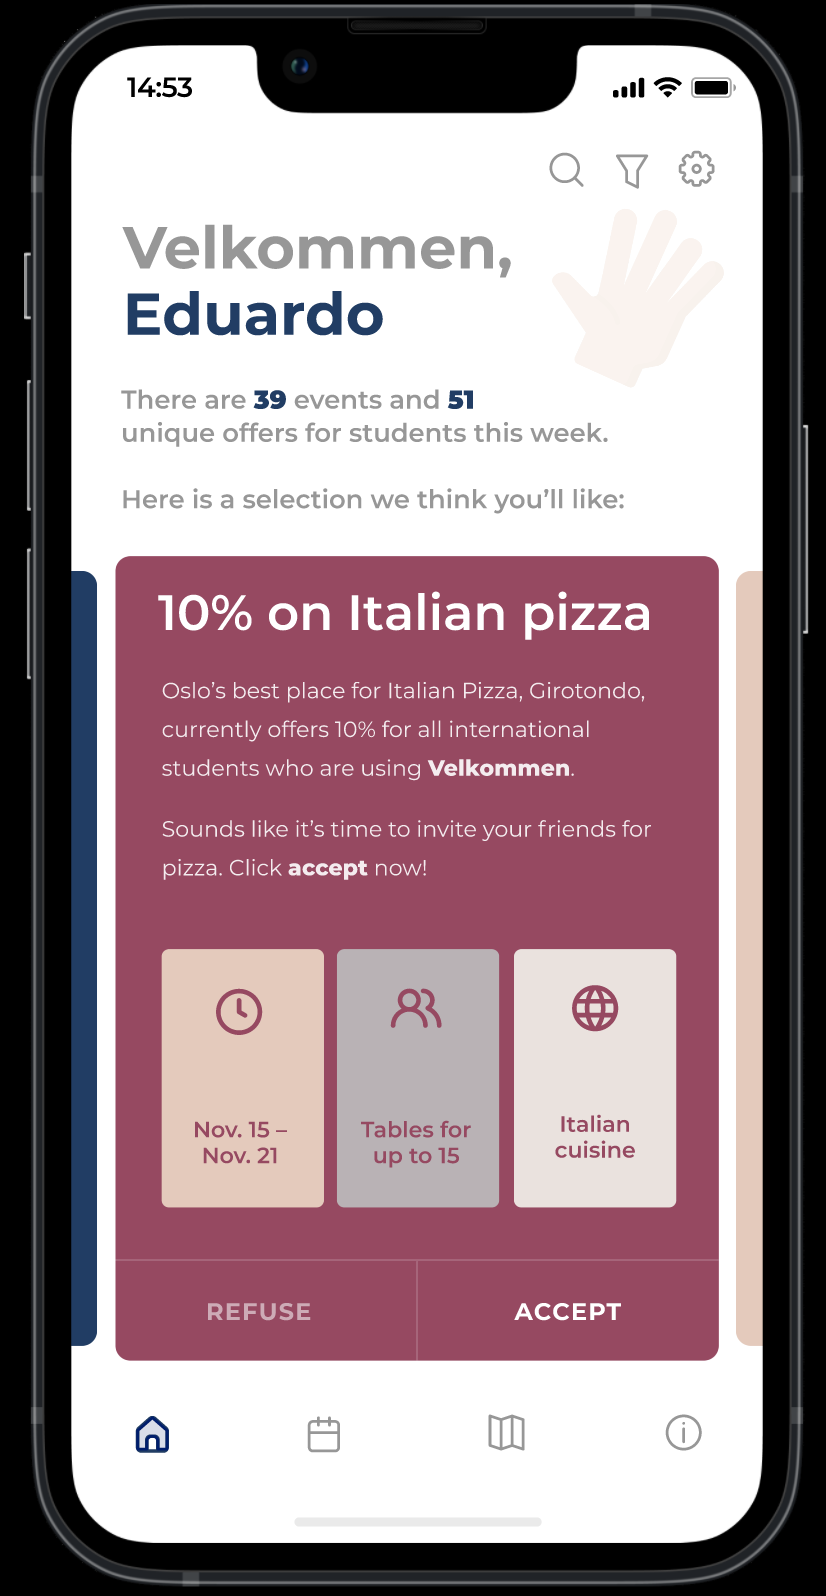 14:53
Velkommen,
Eduardo
There are 39 events and 51
unique offers for students this week.
Here is a selection we think you’ll like:
10% on Italian pizza
Oslo’s best place for Italian Pizza, Girotondo,
currently offers 10% for all international
students who are using Velkommen.
Sounds like it’s time to invite your friends for
pizza. Click accept now!
Nov. 15 –
Nov. 21
Tables for
up to 15
Italian
cuisine
REFUSE
ACCEPT